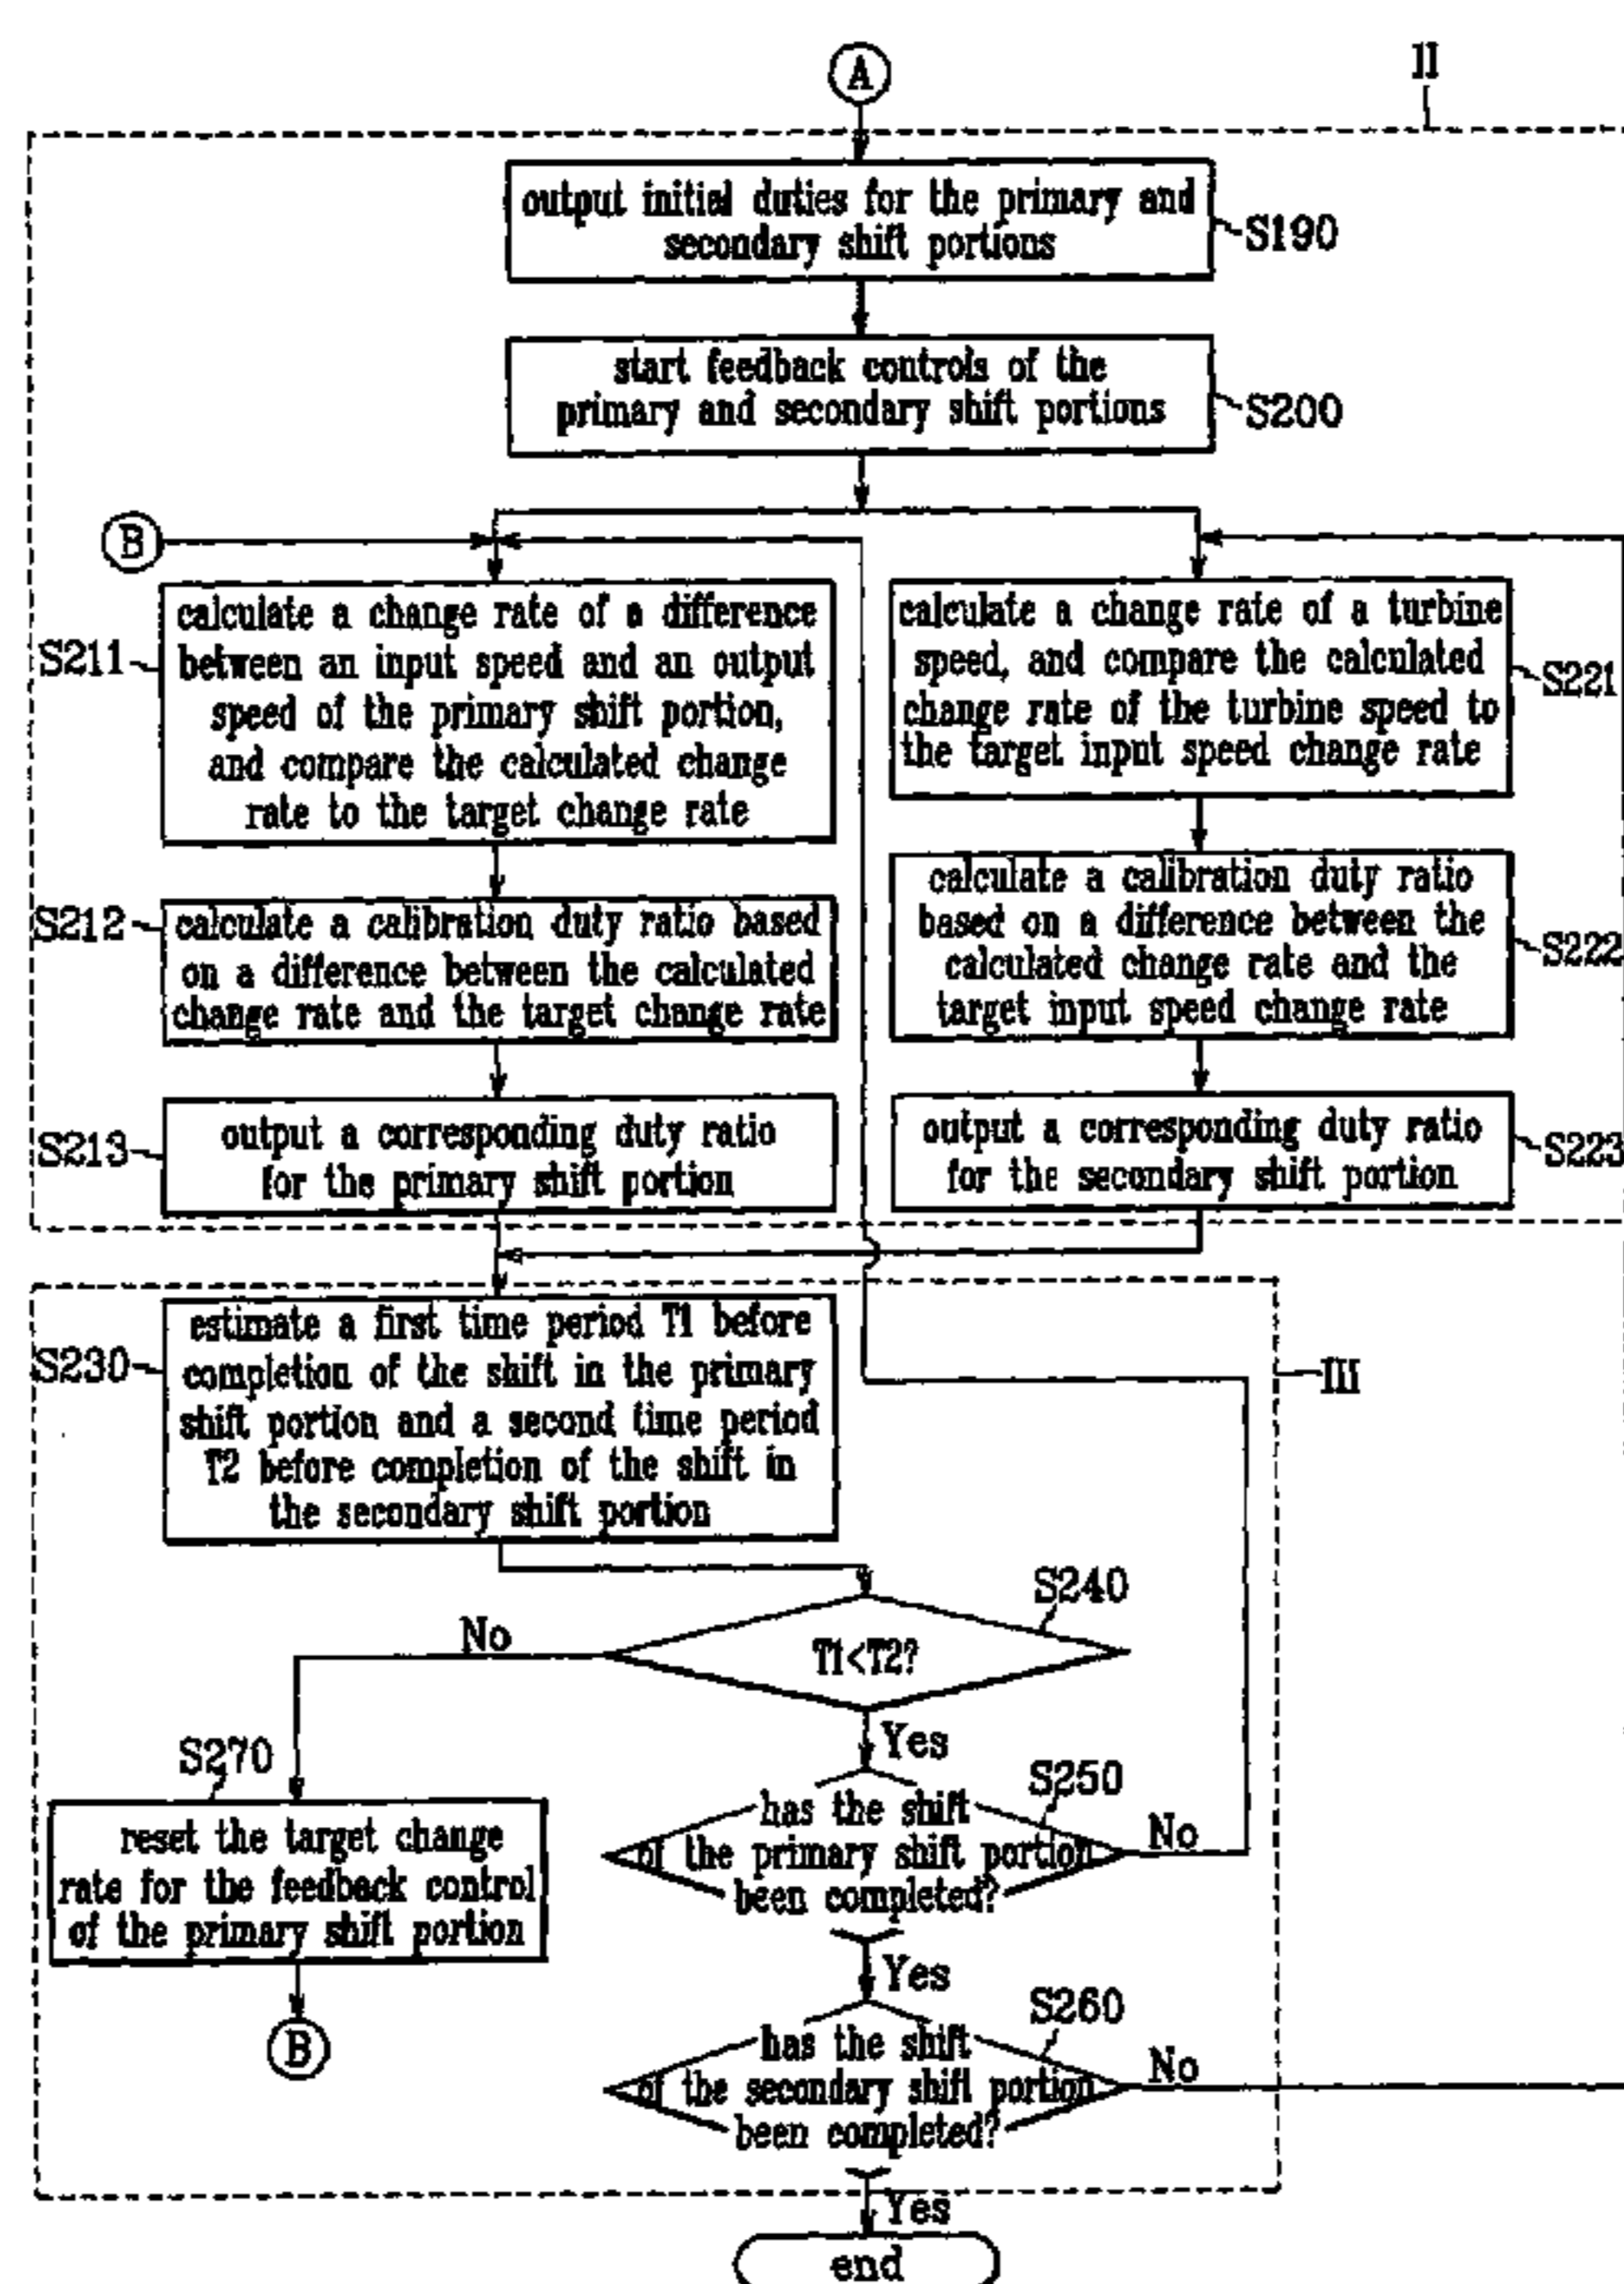 A
II
output initial duties for the primary and
secondary shift portions
S190
start feedback controls of the
primary and secondary shift portions
S200
B
calculate a change rate of a difference
between an input speed and an output
speed of the primary shift portion,
and compare the calculated change
rate to the target change rate
S211
calculate a change rate of a turbine
speed, and compare the calculated
change rate of the turbine speed to
the target input speed change rate
S221
S212
calculate a calibration duty ratio based
on a difference between the calculated
change rate and the target change rate
calculate a calibration duty ratio
based on a difference between the
calculated change rate and the
target input speed change rate
S222
S213
output a corresponding duty ratio
for the primary shift portion
output a corresponding duty ratio
for the secondary shift portion
S223
S230
estimate a first time period T1 before
completion of the shift in the primary
shift portion and a second time period
T2 before completion of the shift in
the secondary shift portion
III
S240
No
T1<T2?
Yes
S270
reset the target change
rate for the feedback control
of the primary shift portion
B
S250
has the shift
of the primary shift portion
been completed?
No
Yes
S260
has the shift
of the secondary shift portion
been completed?
No
Yes
end